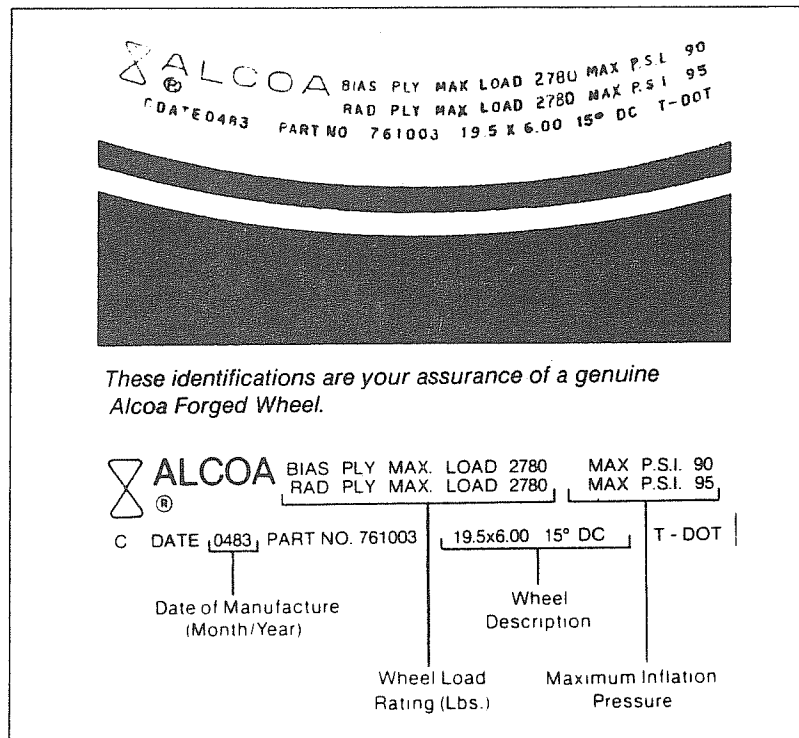 ALCOA BIAS PLY MAX LOAD 2780 MAX P.S.I. 90
® RAD PLY MAX LOAD 2780 MAX P.S.I 95
C DATE 0483 PART NO 761003 19.5 X 6.00 15° DC T-DOT
These identifications are your assurance of a genuine
Alcoa Forged Wheel.
ALCOA BIAS PLY MAX. LOAD 2780 MAX P.S.I. 90
® RAD PLY MAX. LOAD 2780 MAX P.S.I. 95
C DATE 0483 PART NO. 761003 19.5x6.00 15° DC T - DOT
Date of Manufacture
(Month/Year)
Wheel
Description
Wheel Load
Rating (Lbs.)
Maximum Inflation
Pressure